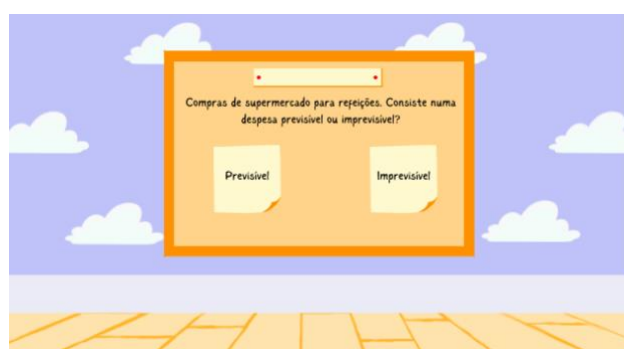 Compras de supermercado para refeições. Consiste numa
despesa previsível ou imprevisível?
Previsível
Imprevisível